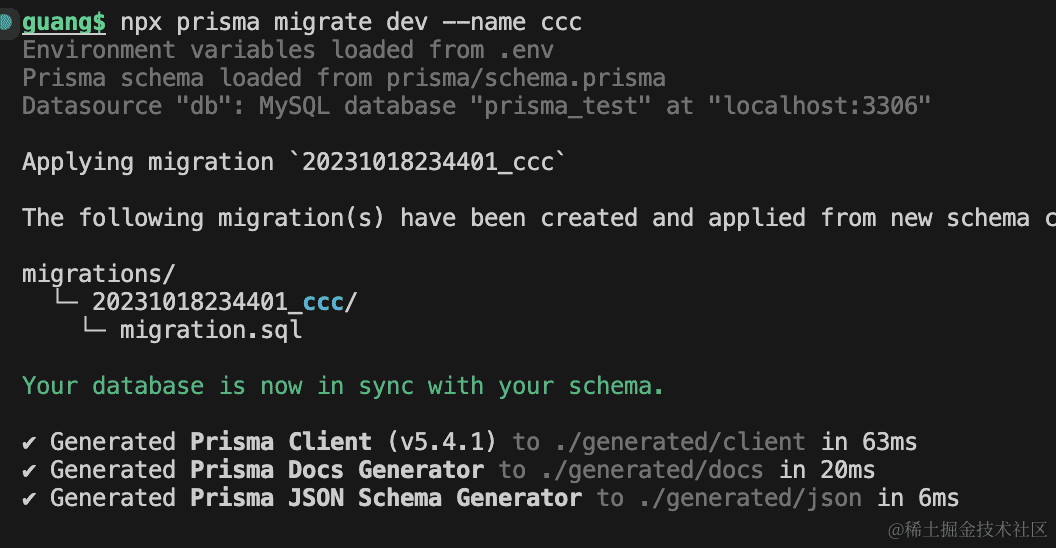 guang$ npx prisma migrate dev --name ccc
Environment variables loaded from .env
Prisma schema loaded from prisma/schema.prisma
Datasource "db": MySQL database "prisma_test" at "localhost:3306"
Applying migration `20231018234401_ccc`
The following migration(s) have been created and applied from new schema c
migrations/
└─ 20231018234401_ccc/
└─ migration.sql
Your database is now in sync with your schema.
✔ Generated Prisma Client (v5.4.1) to ./generated/client in 63ms
✔ Generated Prisma Docs Generator to ./generated/docs in 20ms
✔ Generated Prisma JSON Schema Generator to ./generated/json in 6ms
@稀土掘金技术社区